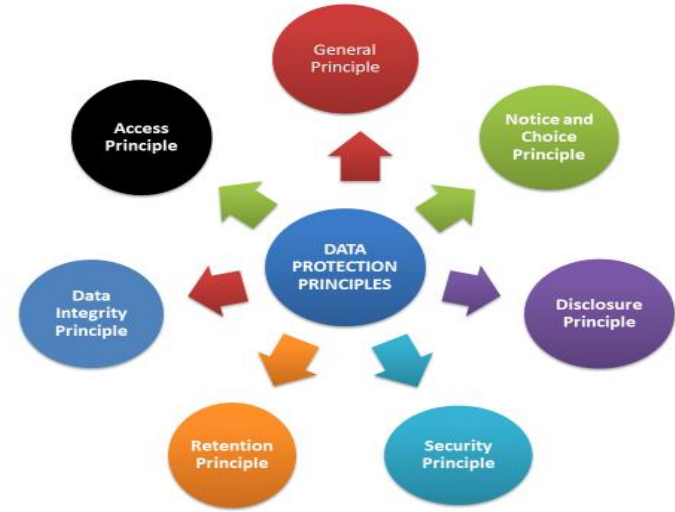 General
Principle
Notice and
Choice
Principle
Disclosure
Principle
Security
Principle
Retention
Principle
Data
Integrity
Principle
Access
Principle
DATA
PROTECTION
PRINCIPLES